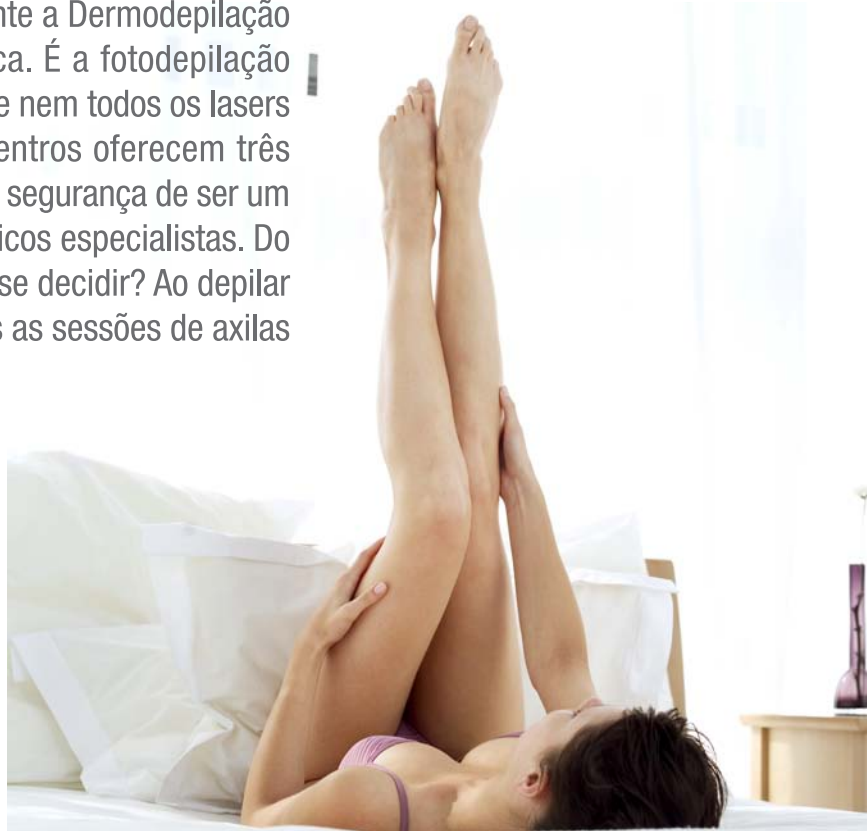 nte a Dermodepilação
ca. É a fotodepilação
e nem todos os lasers
entros oferecem três
segurança de ser um
icos especialistas. Do
se decidir? Ao depilar
s as sessões de axilas